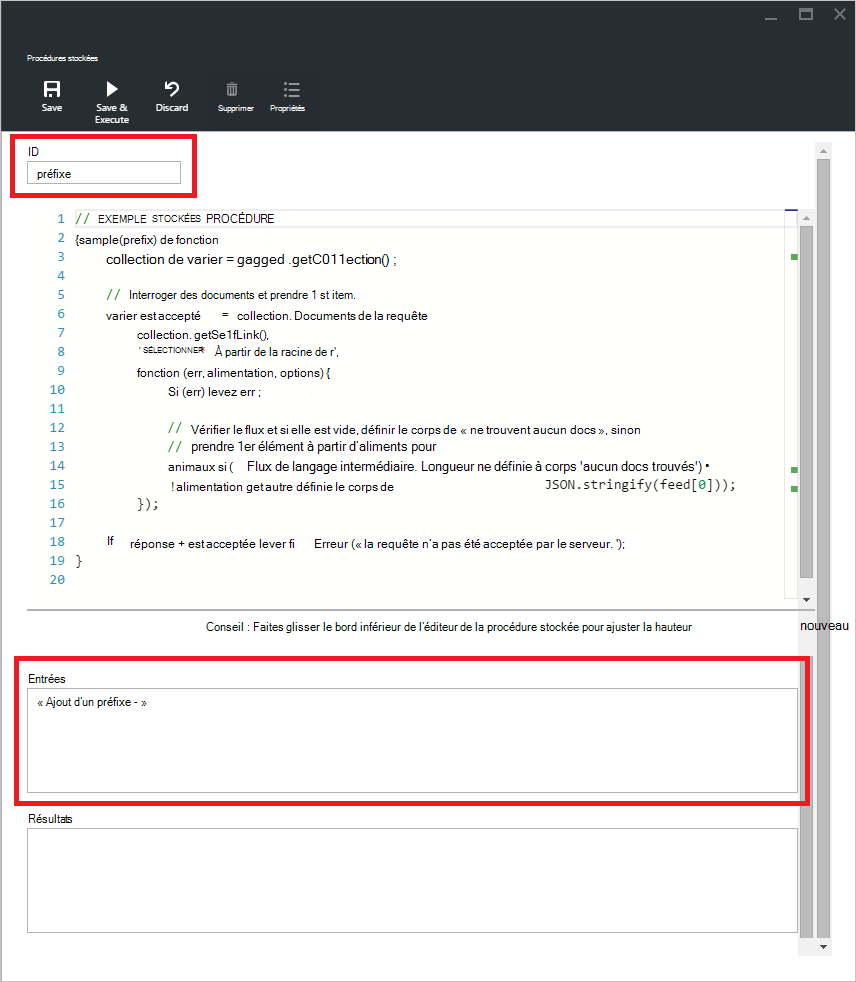 Procédures stockées
Save
Save &
Execute
Discard
Supprimer
Propriétés
ID
préfixe
1 // EXEMPLE STOCKÉES PROCÉDURE
2 {sample(prefix) de fonction
3 collection de varier = gagged .getC011ection() ;
4
5 // Interroger des documents et prendre 1 st item.
6 varier est accepté = collection. Documents de la requête
7 collection. getSe1fLink(),
8 ' SÉLECTIONNER* À partir de la racine de r',
9 fonction (err, alimentation, options) {
10 Si (err) levez err ;
11
12 // Vérifier le flux et si elle est vide, définir le corps de « ne trouvent aucun docs », sinon
13 // prendre 1er élément à partir d'aliments pour
14 animaux si ( Flux de langage intermédiaire. Longueur ne définie à corps 'aucun docs trouvés') •
15 ! alimentation get autre définie le corps de JSON.stringify(feed[0]));
16 });
17
18 If réponse + est acceptée lever fi Erreur (« la requête n'a pas été acceptée par le serveur. ');
19 }
20
Conseil : Faites glisser le bord inférieur de l'éditeur de la procédure stockée pour ajuster la hauteur
nouveau
Entrées
« Ajout d'un préfixe - »
Résultats